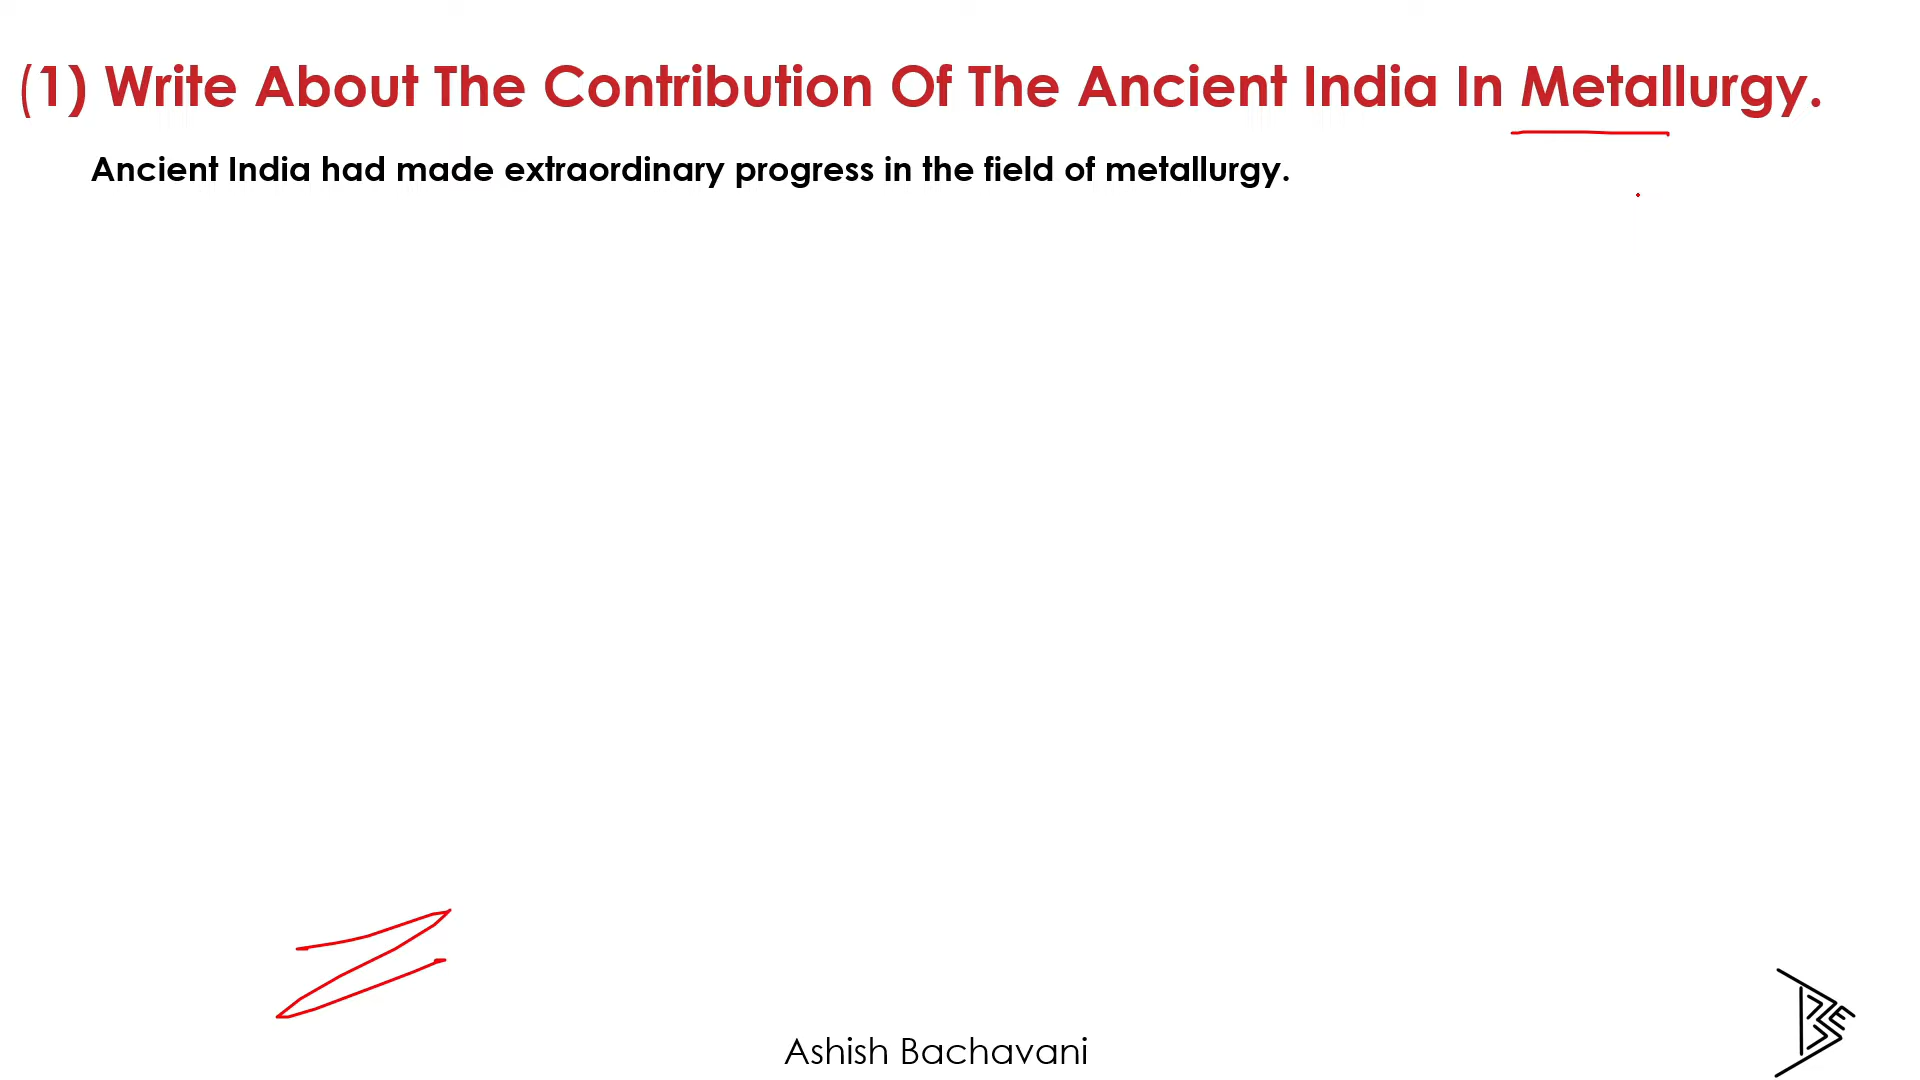 (1) Write About The Contribution Of The Ancient India In Metallurgy.
Ancient India had made extraordinary progress in the field of metallurgy.
Ashish Bachavani